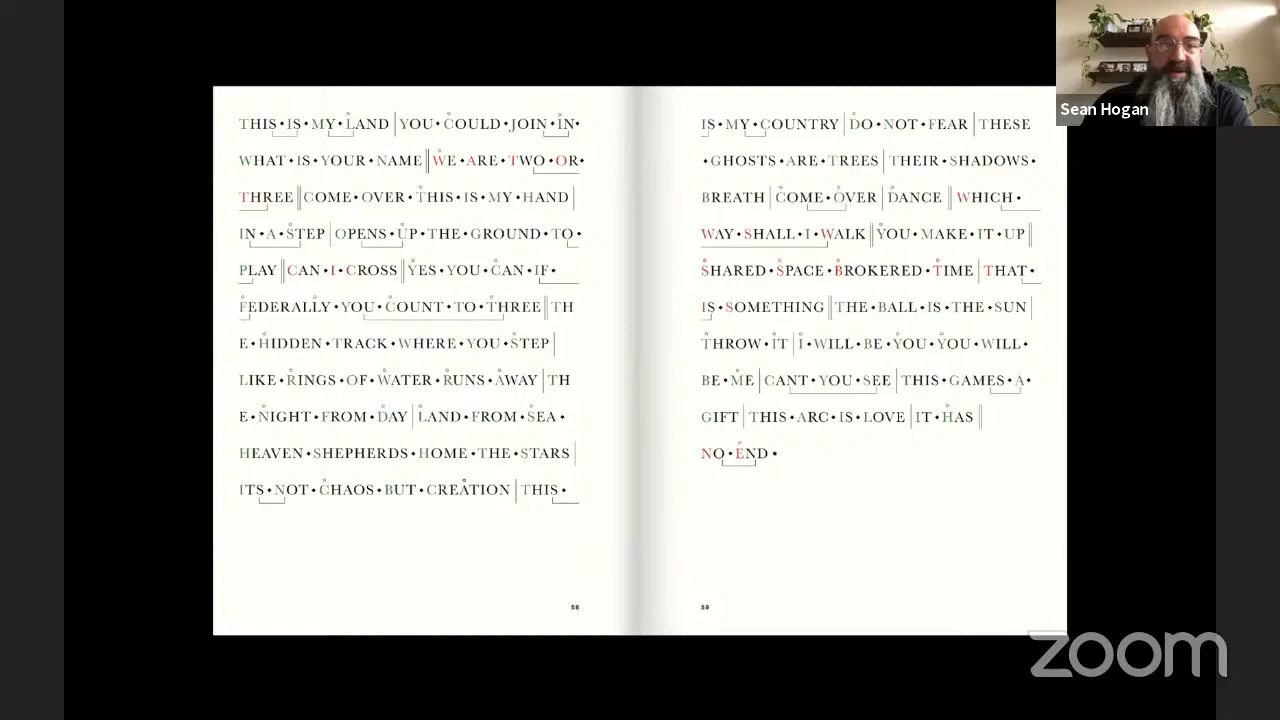 THIS•IS•MY•LAND|YOU•COULD•JOIN•IN•
WHAT•IS•YOUR•NAME‖WE•ARE•TWO•OR•
THREE‖COME•OVER•THIS•IS•MY•HAND|
IN•A•STEP|OPENS•UP•THE•GROUND•TO•
PLAY‖CAN•I•CROSS‖YES•YOU•CAN•IF•
FEDERALLY•YOU•COUNT•TO•THREE‖TH
E•HIDDEN•TRACK•WHERE•YOU•STEP|
LIKE•RINGS•OF•WATER•RUNS•AWAY|TH
E•NIGHT•FROM•DAY|LAND•FROM•SEA•
HEAVEN•SHEPHERDS•HOME•THE•STARS|
ITS•NOT•CHAOS•BUT•CREATION|THIS•
58
IS•MY•COUNTRY|DO•NOT•FEAR|THESE
•GHOSTS•ARE•TREES|THEIR•SHADOWS•
BREATH|COME•OVER|DANCE‖WHICH•
WAY•SHALL•I•WALK‖YOU•MAKE•IT•UP‖
SHARED•SPACE•BROKERED•TIME|THAT•
IS•SOMETHING‖THE•BALL•IS•THE•SUN|
THROW•IT|I•WILL•BE•YOU•YOU•WILL•
BE•ME|CANT•YOU•SEE|THIS•GAMES•A•
GIFT|THIS•ARC•IS•LOVE|IT•HAS‖
NO•END•
59
Sean Hogan
zoom